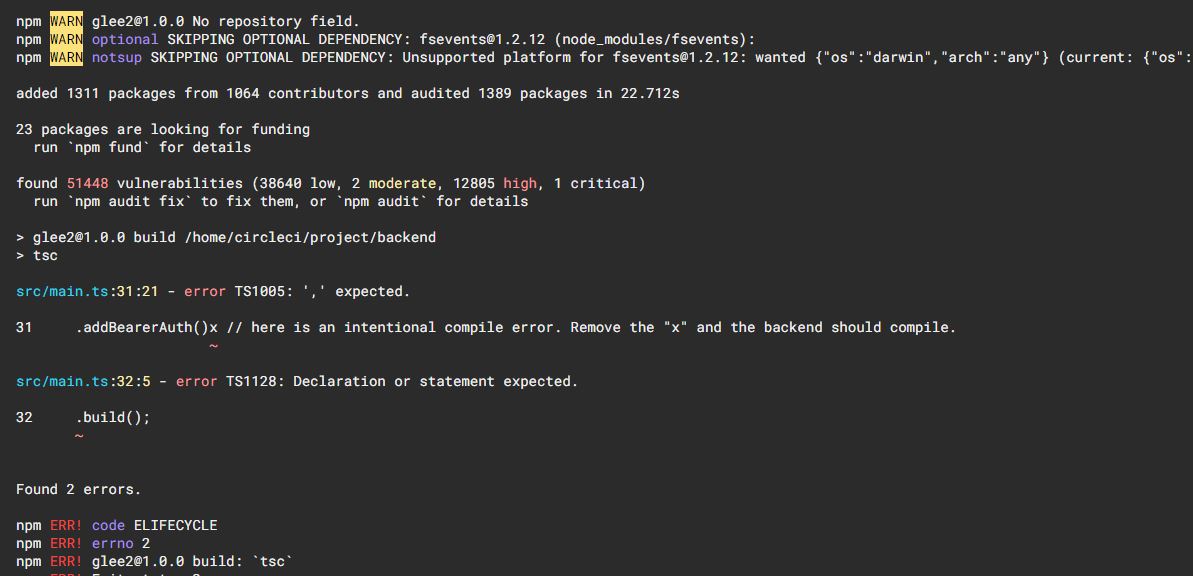 npm WARN glee2@1.0.0 No repository field.
npm WARN optional SKIPPING OPTIONAL DEPENDENCY: fsevents@1.2.12 (node_modules/fsevents):
npm WARN notsup SKIPPING OPTIONAL DEPENDENCY: Unsupported platform for fsevents@1.2.12: wanted {"os":"darwin","arch":"any"} (current: {"os":
added 1311 packages from 1064 contributors and audited 1389 packages in 22.712s
23 packages are looking for funding
run `npm fund` for details
found 51448 vulnerabilities (38640 low, 2 moderate, 12805 high, 1 critical)
run `npm audit fix` to fix them, or `npm audit` for details
> glee2@1.0.0 build /home/circleci/project/backend
> tsc
src/main.ts:31:21 - error TS1005: ',' expected.
31     .addBearerAuth()x // here is an intentional compile error. Remove the "x" and the backend should compile.
~
src/main.ts:32:5 - error TS1128: Declaration or statement expected.
32     .build();
~
Found 2 errors.
npm ERR! code ELIFECYCLE
npm ERR! errno 2
npm ERR! glee2@1.0.0 build: `tsc`